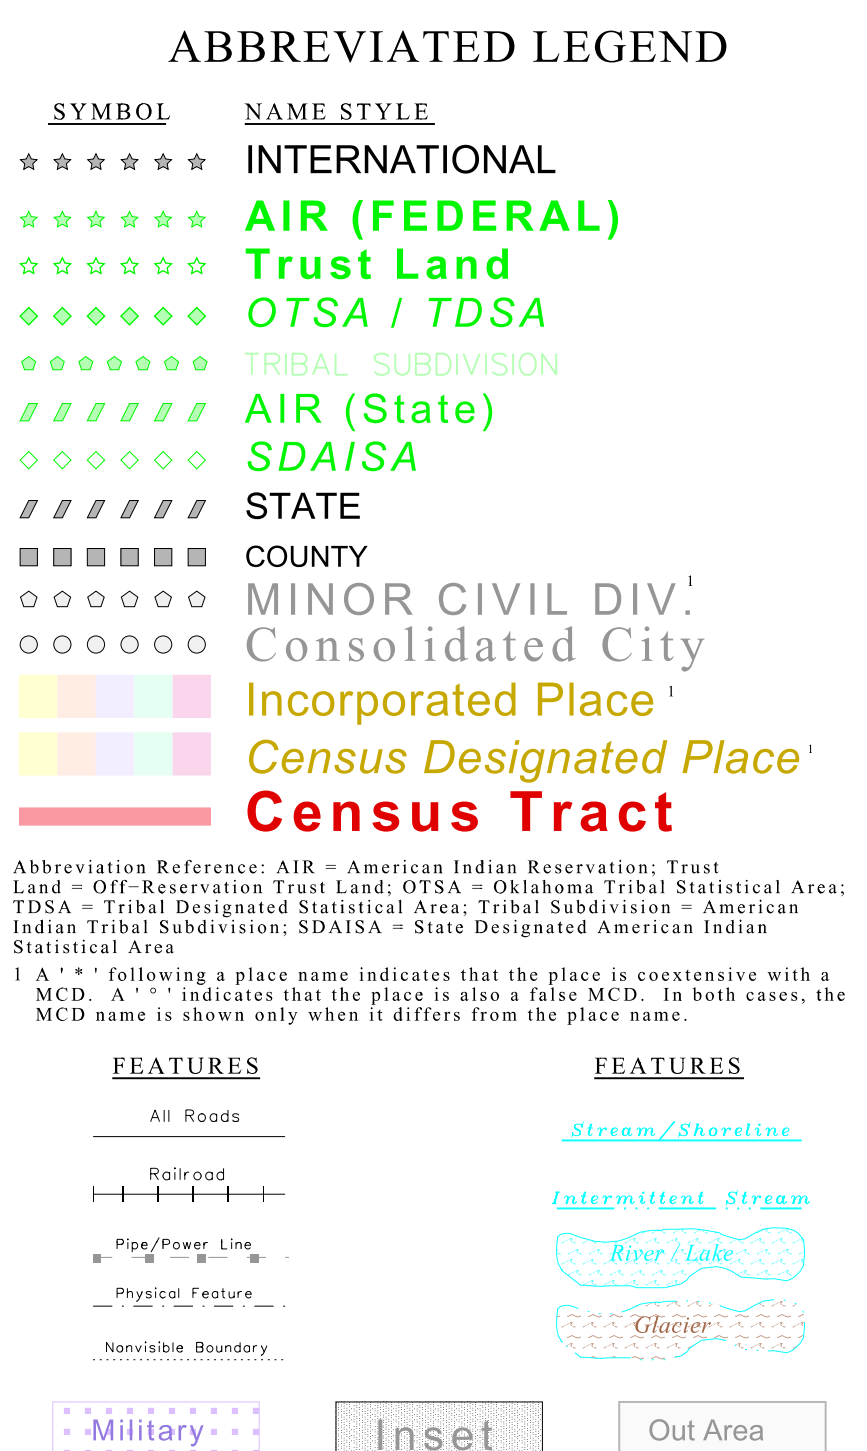 ABBREVIATED LEGEND
SYMBOL NAME STYLE
INTERNATIONAL
AIR (FEDERAL)
Trust Land
OTSA / TDSA
TRIBAL SUBDIVISION
AIR (State)
SDAISA
STATE
COUNTY
MINOR CIVIL DIV. 1
Consolidated City
Incorporated Place 1
Census Designated Place 1
Census Tract
Abbreviation Reference: AIR = American Indian Reservation; Trust
Land = Off−Reservation Trust Land; OTSA = Oklahoma Tribal Statistical Area;
TDSA = Tribal Designated Statistical Area; Tribal Subdivision = American
Indian Tribal Subdivision; SDAISA = State Designated American Indian
Statistical Area
1 A ' * ' following a place name indicates that the place is coextensive with a
MCD. A ' ° ' indicates that the place is also a false MCD. In both cases, the
MCD name is shown only when it differs from the place name.
FEATURES
All Roads
Railroad
Pipe/Power Line
Physical Feature
Nonvisible Boundary
FEATURES
Stream/Shoreline
Intermittent Stream
River / Lake
Glacier
Military
Inset
Out Area